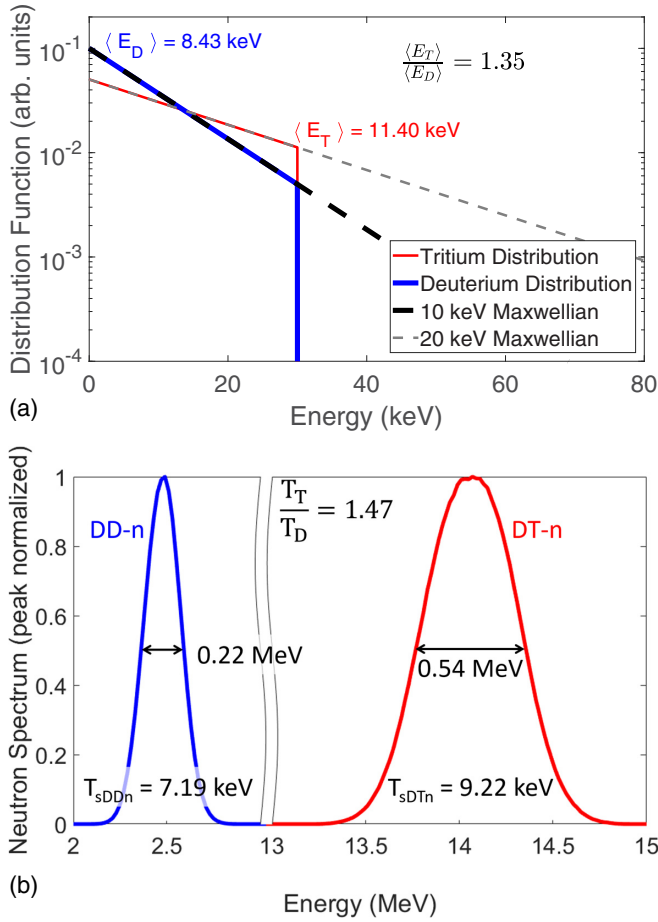 ⟨ E_D ⟩ = 8.43 keV
⟨E_T⟩/⟨E_D⟩ = 1.35
⟨ E_T ⟩ = 11.40 keV
Distribution Function (arb. units)
10^-1
10^-2
10^-3
10^-4
Tritium Distribution
Deuterium Distribution
10 keV Maxwellian
20 keV Maxwellian
0 20 40 60 80
Energy (keV)
(a)
Neutron Spectrum (peak normalized)
1
0.8
0.6
0.4
0.2
0
T_T/T_D = 1.47
DD-n
DT-n
0.22 MeV
0.54 MeV
T_sDDn = 7.19 keV
T_sDTn = 9.22 keV
2 2.5 13 13.5 14 14.5 15
Energy (MeV)
(b)